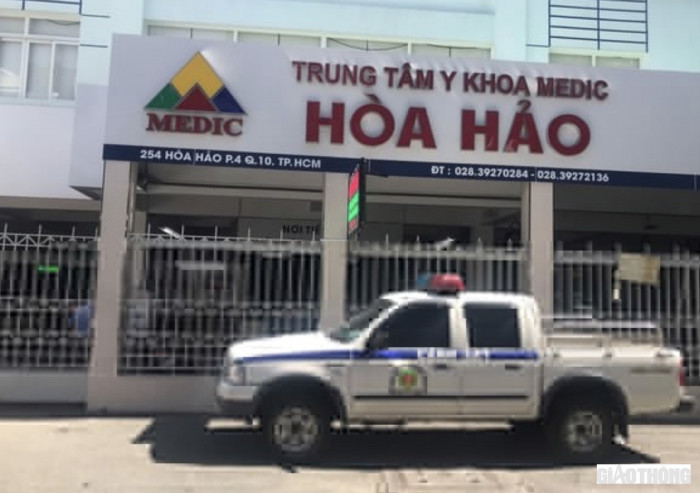 TRUNG TÂM Y KHOA MEDIC
MEDIC
HÒA HẢO
254 HÒA HẢO P.4 Q.10. TP.HCM
ĐT : 028.39270284 - 028.39272136
NƠI
GIAOTHONG